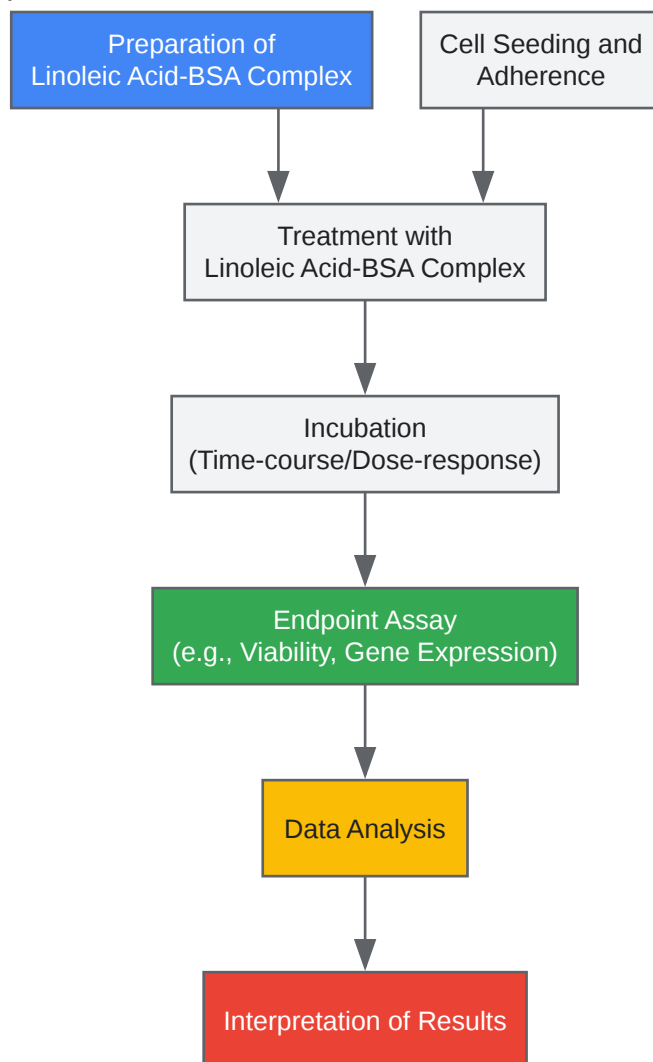 Preparation of
Linoleic Acid-BSA Complex
Cell Seeding and
Adherence
Treatment with
Linoleic Acid-BSA Complex
Incubation
(Time-course/Dose-response)
Endpoint Assay
(e.g., Viability, Gene Expression)
Data Analysis
Interpretation of Results